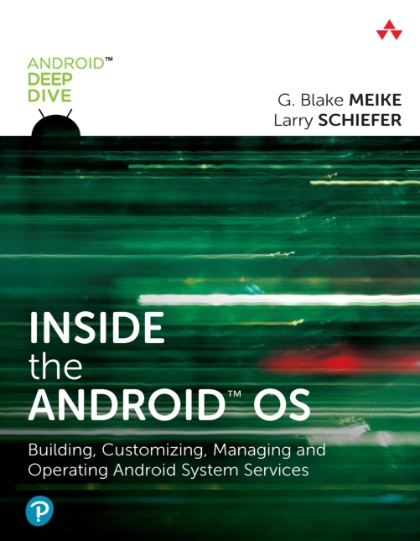 ANDROID™
DEEP
DIVE
G. Blake MEIKE
Larry SCHIEFER
INSIDE
the
ANDROID™ OS
Building, Customizing, Managing and
Operating Android System Services
P